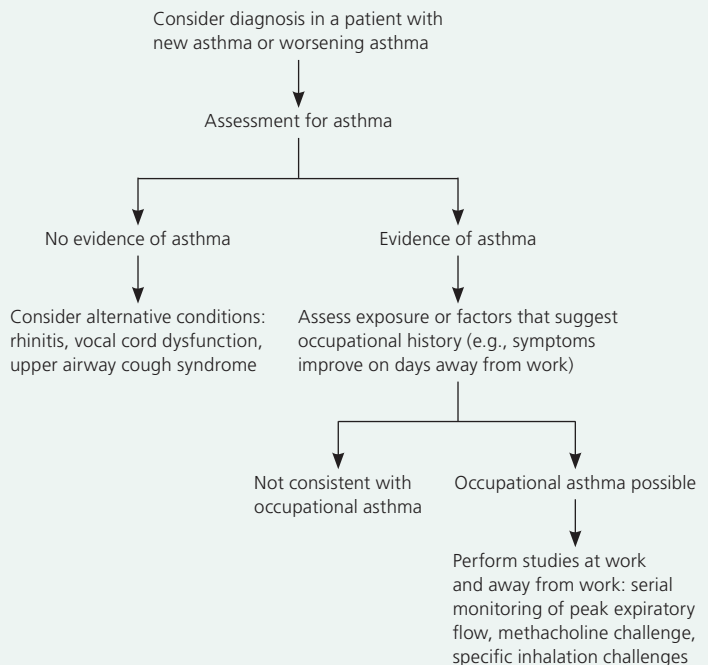 Consider diagnosis in a patient with
new asthma or worsening asthma
Assessment for asthma
No evidence of asthma
Evidence of asthma
Consider alternative conditions:
rhinitis, vocal cord dysfunction,
upper airway cough syndrome
Assess exposure or factors that suggest
occupational history (e.g., symptoms
improve on days away from work)
Not consistent with
occupational asthma
Occupational asthma possible
Perform studies at work
and away from work: serial
monitoring of peak expiratory
flow, methacholine challenge,
specific inhalation challenges